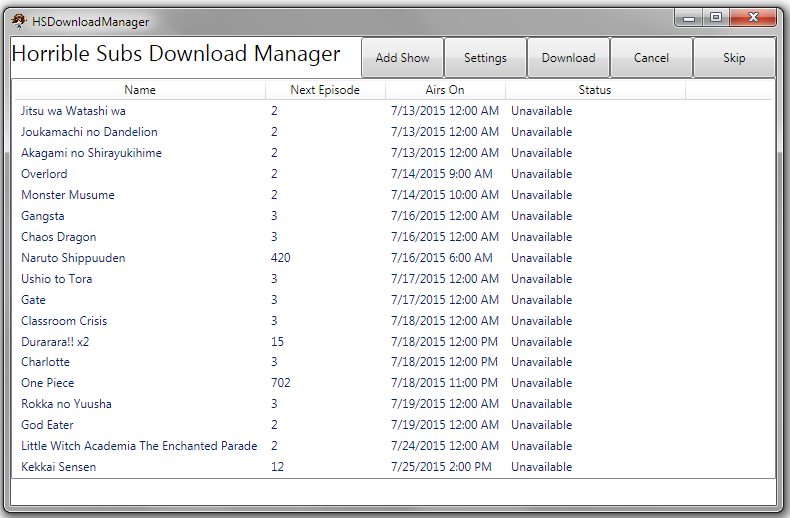 HSDownloadManager
Horrible Subs Download Manager Add Show Settings Download Cancel Skip
Name Next Episode Airs On Status
Jitsu wa Watashi wa 2 7/13/2015 12:00 AM Unavailable
Joukamachi no Dandelion 2 7/13/2015 12:00 AM Unavailable
Akagami no Shirayukihime 2 7/13/2015 12:00 AM Unavailable
Overlord 2 7/14/2015 9:00 AM Unavailable
Monster Musume 2 7/14/2015 10:00 AM Unavailable
Gangsta 3 7/16/2015 12:00 AM Unavailable
Chaos Dragon 3 7/16/2015 12:00 AM Unavailable
Naruto Shippuuden 420 7/16/2015 6:00 AM Unavailable
Ushio to Tora 3 7/17/2015 12:00 AM Unavailable
Gate 3 7/17/2015 12:00 AM Unavailable
Classroom Crisis 3 7/18/2015 12:00 AM Unavailable
Durarara!! x2 15 7/18/2015 12:00 PM Unavailable
Charlotte 3 7/18/2015 12:00 PM Unavailable
One Piece 702 7/18/2015 11:00 PM Unavailable
Rokka no Yuusha 3 7/19/2015 12:00 AM Unavailable
God Eater 2 7/19/2015 12:00 AM Unavailable
Little Witch Academia The Enchanted Parade 2 7/24/2015 12:00 AM Unavailable
Kekkai Sensen 12 7/25/2015 2:00 PM Unavailable